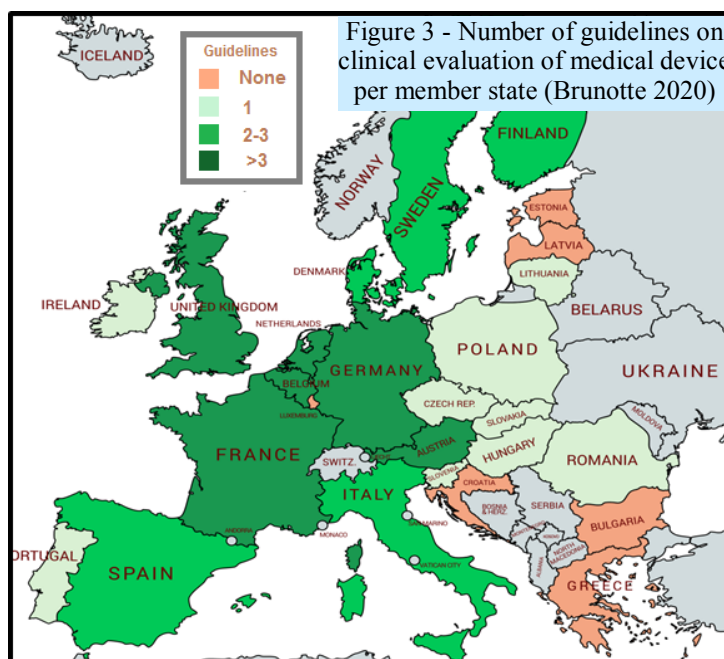 Figure 3 - Number of guidelines on
clinical evaluation of medical device
per member state (Brunotte 2020)
Guidelines
None
1
2-3
>3
ICELAND
FINLAND
NORWAY
SWEDEN
ESTONIA
LATVIA
LITHUANIA
DENMARK
IRELAND
UNITED KINGDOM
NETHERLANDS
BELARUS
POLAND
GERMANY
BELGIUM
UKRAINE
LUXEMBURG
CZECH REP.
SLOVAKIA
MOLDOVA
FRANCE
SWITZ.
AUSTRIA
HUNGARY
ROMANIA
SLOVENIA
CROATIA
ITALY
BOSNIA
& HERZ.
SERBIA
SAN MARINO
MONACO
ANDORRA
BULGARIA
NORTH
MACEDONIA
ALBANIA
ORTUGAL
SPAIN
VATICAN CITY
GREECE